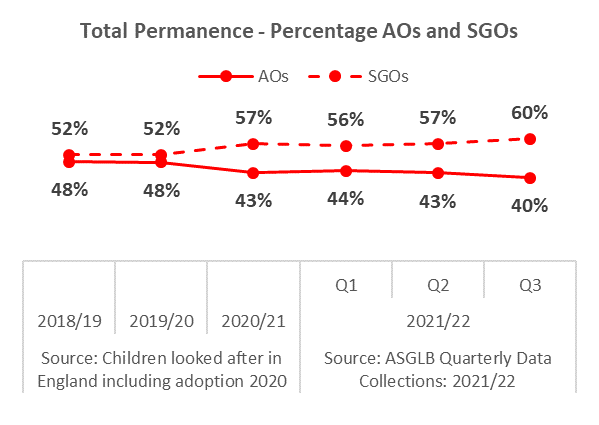 Total Permanence - Percentage AOs and SGOs
AOs SGOs
52% 52% 57% 56% 57% 60%
48% 48% 43% 44% 43% 40%
Q1 Q2 Q3
2018/19 2019/20 2020/21 2021/22
Source: Children looked after in
England including adoption 2020
Source: ASGLB Quarterly Data
Collections: 2021/22